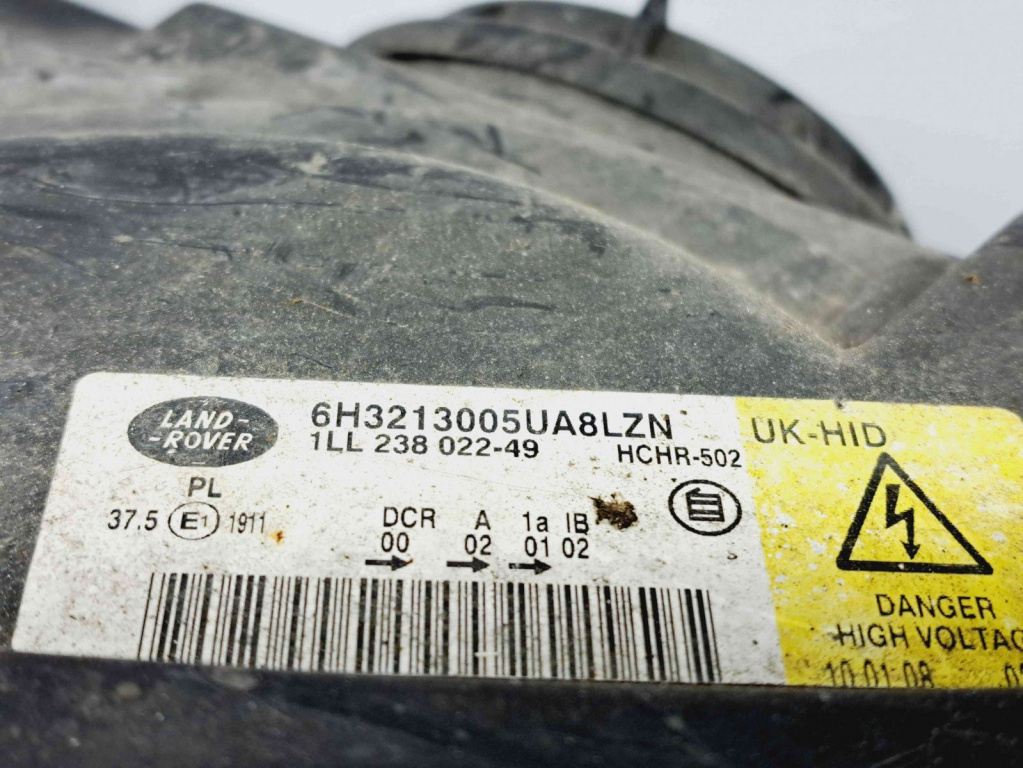 LAND-
-ROVER
6H3213005UA8LZN
1LL 238 022-49
HCHR-502
UK-HID
PL
自
37.5 E1 1911
DCR A 1a IB
00 02 01 02
S
DANGER
HIGH VOLTAG
10.01.08